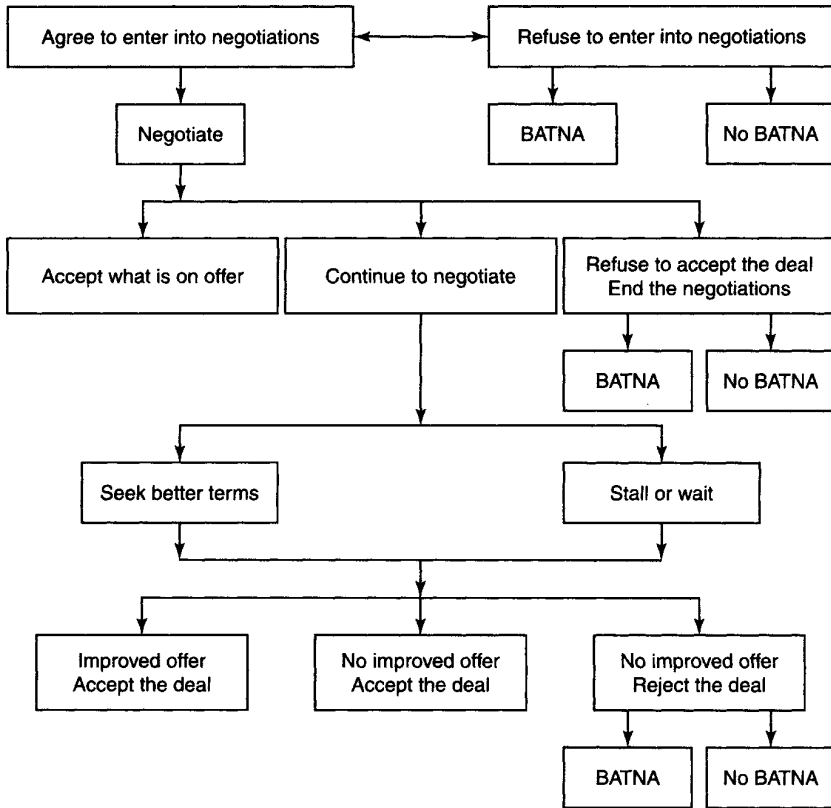 Agree to enter into negotiations
Refuse to enter into negotiations
Negotiate
BATNA
No BATNA
Accept what is on offer
Continue to negotiate
Refuse to accept the deal
End the negotiations
BATNA
No BATNA
Seek better terms
Stall or wait
Improved offer
Accept the deal
No improved offer
Accept the deal
No improved offer
Reject the deal
BATNA
No BATNA